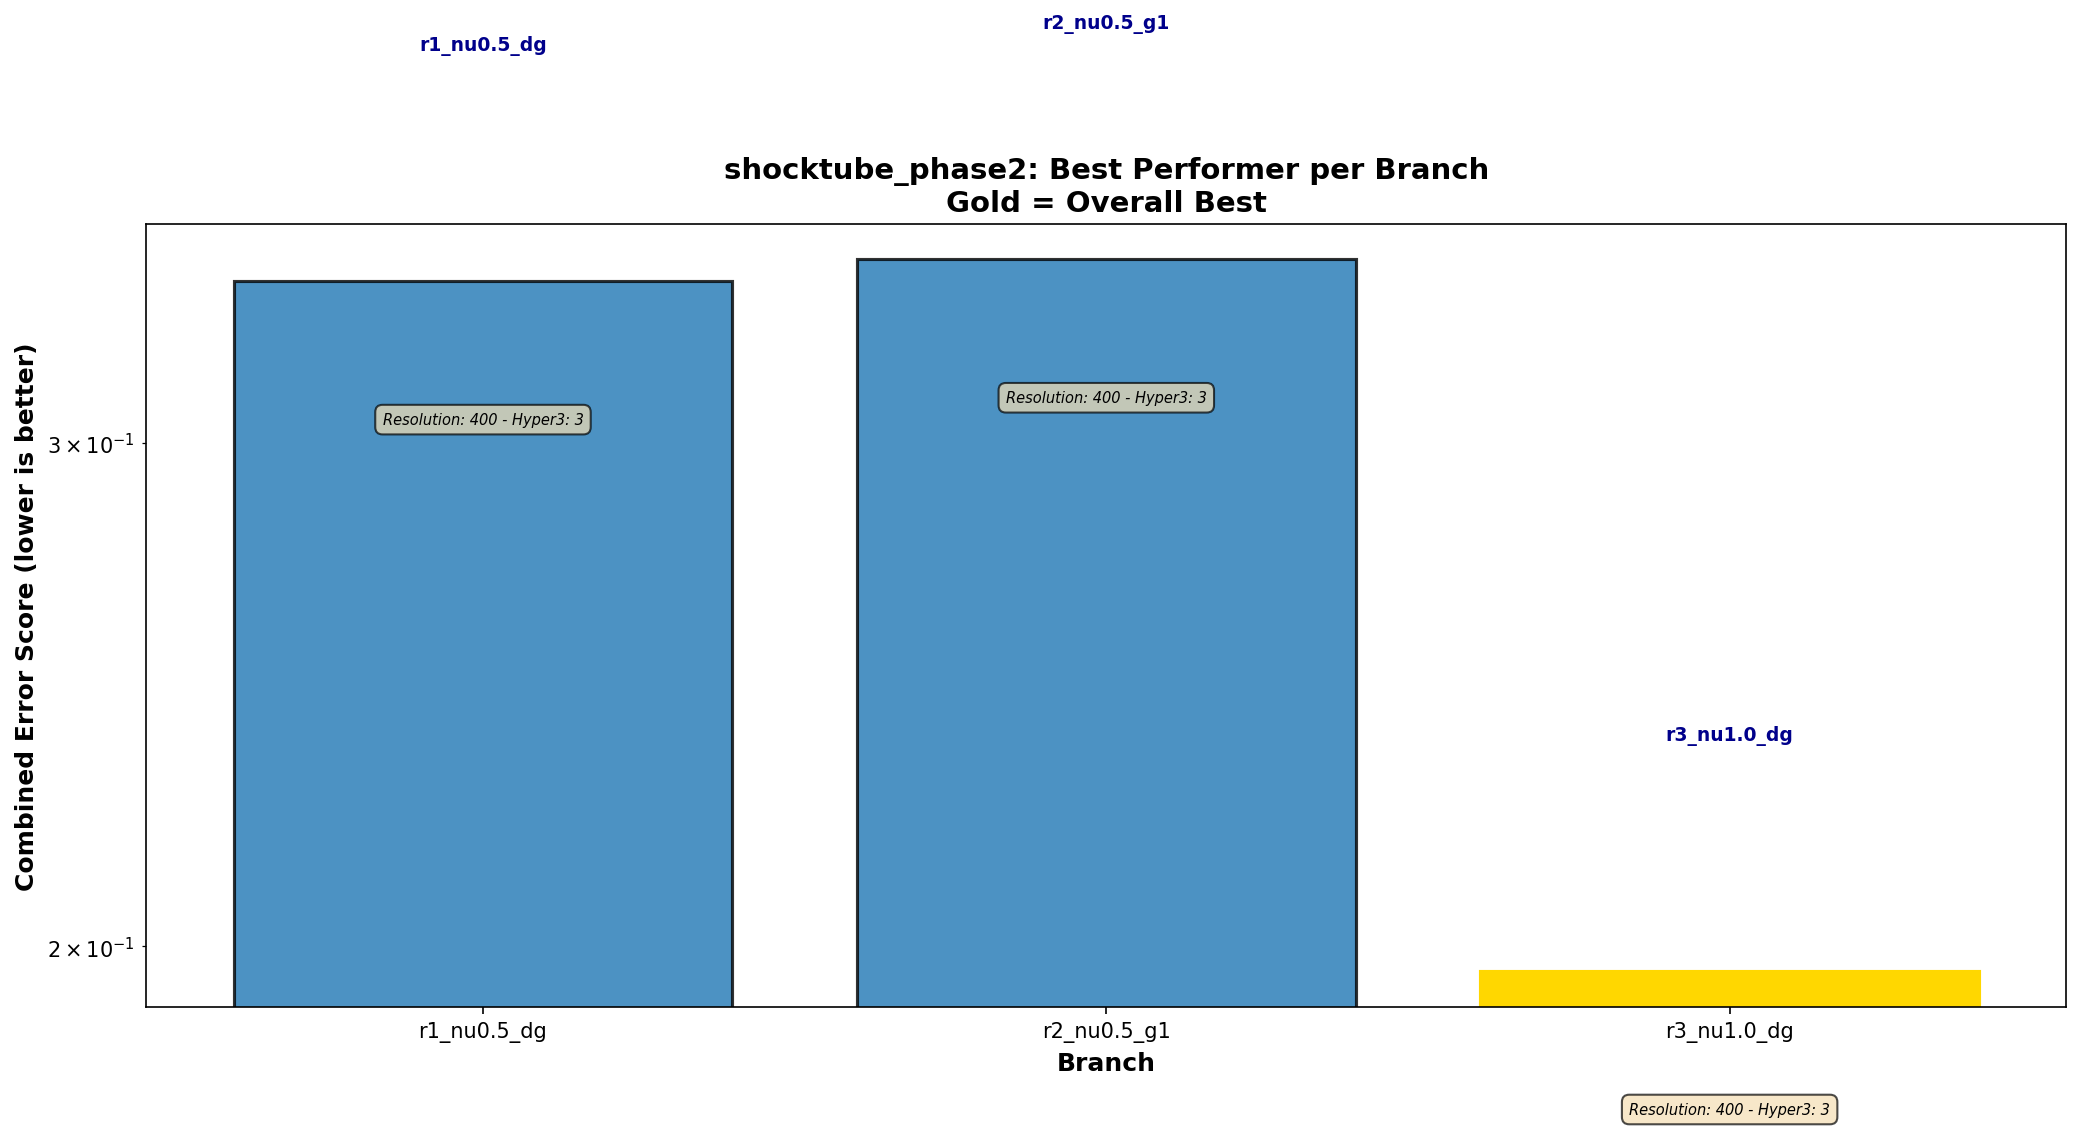 r1_nu0.5_dg
r2_nu0.5_g1
shocktube_phase2: Best Performer per Branch
Gold = Overall Best
Combined Error Score (lower is better)
3 × 10⁻¹
2 × 10⁻¹
Resolution: 400 - Hyper3: 3
Resolution: 400 - Hyper3: 3
r3_nu1.0_dg
r1_nu0.5_dg
r2_nu0.5_g1
r3_nu1.0_dg
Branch
Resolution: 400 - Hyper3: 3